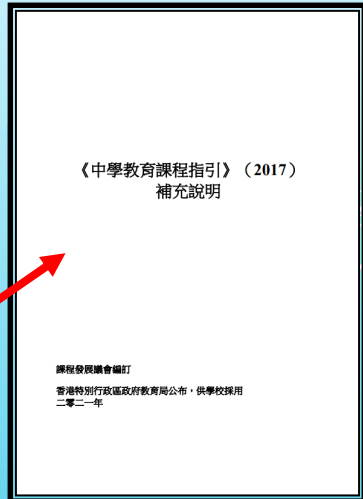 《中學教育課程指引》（2017）
補充說明
課程發展議會編訂
香港特別行政區政府教育局公布，供學校採用
二零二一年